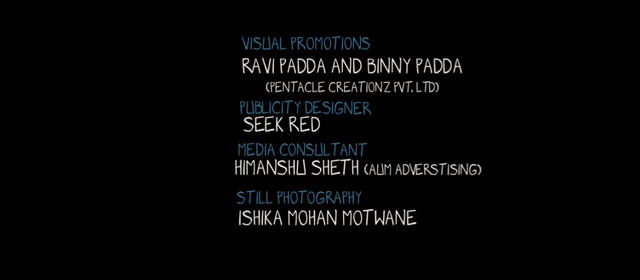 VISUAL PROMOTIONS
RAVI PADDA AND BINNY PADDA
(PENTACLE CREATIONZ PVT. LTD)
PUBLICITY DESIGNER
SEEK RED
MEDIA CONSULTANT
HIMANSHU SHETH (AUM ADVERSTISING)
STILL PHOTOGRAPHY
ISHIKA MOHAN MOTWANE